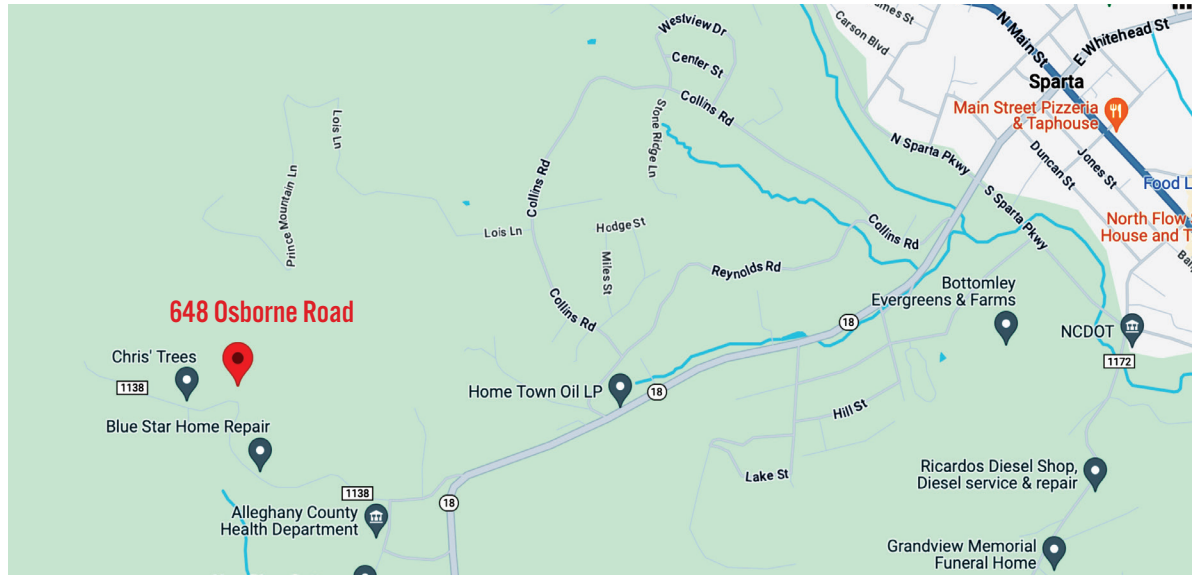 Westview Dr
James St
Carson Blvd
N Main St
E Whitehead St
Center St
Sparta
Collins Rd
Main Street Pizzeria
& Taphouse
Lois Ln
Stone Ridge Ln
N Sparta Pkwy
Duncan St
Jones St
Food L
Collins Rd
S Sparta Pkwy
Prince Mountain Ln
Lois Ln
Hodge St
Collins Rd
North Flow
House and T
Miles St
Reynolds Rd
Bottomley
Evergreens & Farms
648 Osborne Road
Collins Rd
18
NCDOT
Chris' Trees
1138
1172
Home Town Oil LP
18
Blue Star Home Repair
Hill St
Lake St
Ricardos Diesel Shop,
Diesel service & repair
1138
18
Alleghany County
Health Department
Grandview Memorial
Funeral Home